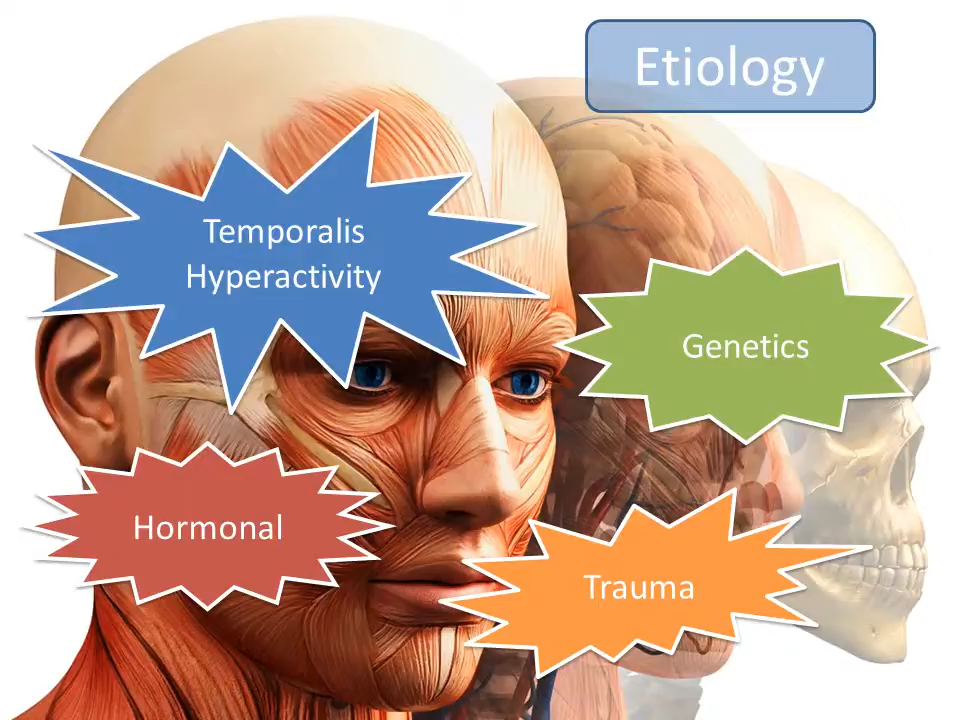 Etiology
Temporalis
Hyperactivity
Genetics
Hormonal
Trauma